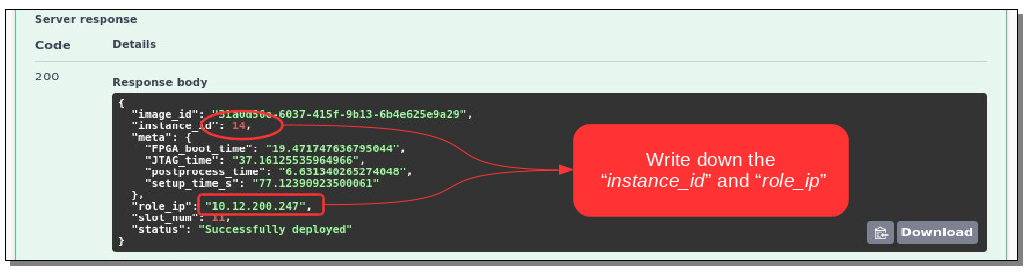 Server response
Code Details
200
Response body
{
"image_id": "31a0d56e-6037-415f-9b13-6b4e625e9a29",
"instance_id": 14,
"meta": {
"FPGA_boot_time": "19.471747636795044",
"JTAG_time": "37.16125535964966",
"postprocess_time": "6.631340265274048",
"setup_time_s": "77.12390923500061"
},
"role_ip": "10.12.200.247",
"slot_num": 11,
"status": "Successfully deployed"
}
Write down the
“instance_id” and “role_ip”
Download